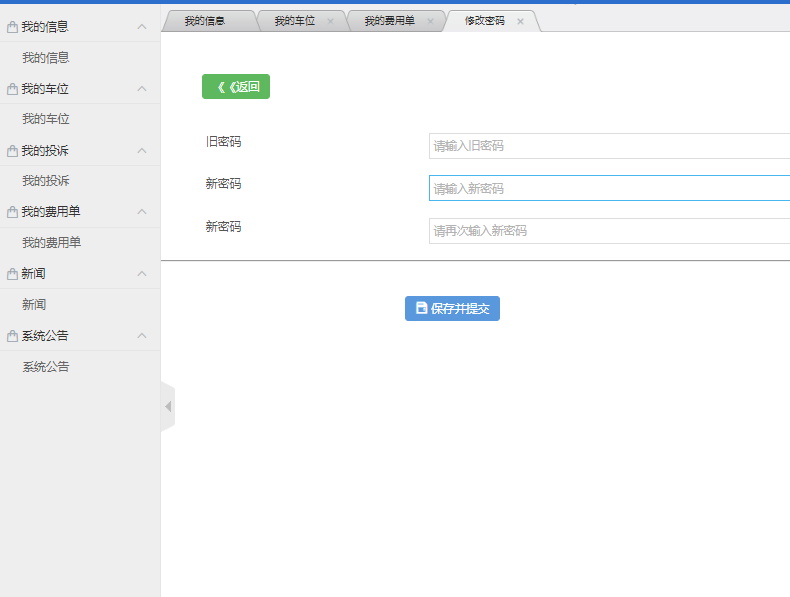 我的信息
我的信息
我的车位
我的车位
我的投诉
我的投诉
我的费用单
我的费用单
新闻
新闻
系统公告
系统公告
我的信息 我的车位 × 我的费用单 × 修改密码 ×
《《返回
旧密码 请输入旧密码
新密码 请输入新密码
新密码 请再次输入新密码
保存并提交